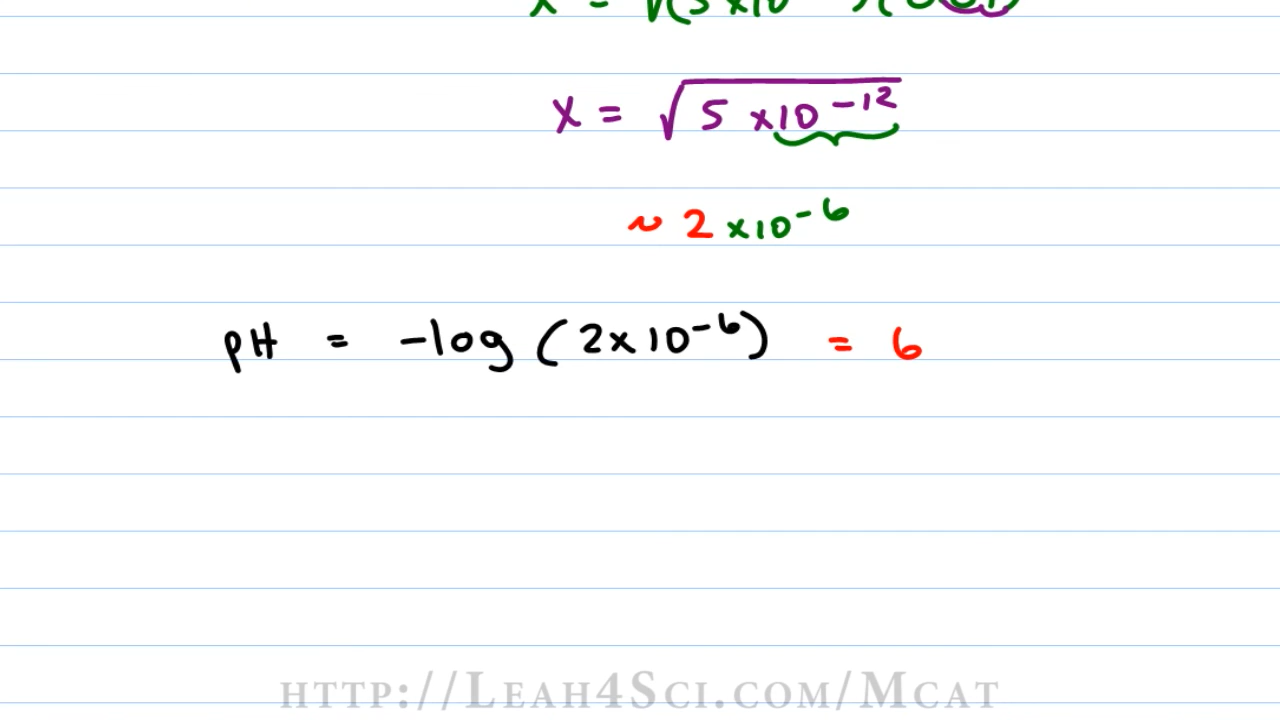 x = √5 x10⁻¹²
~ 2 x10⁻⁶
pH = -log (2x10⁻⁶) = 6
HTTP://LEAH4SCI.COM/MCAT